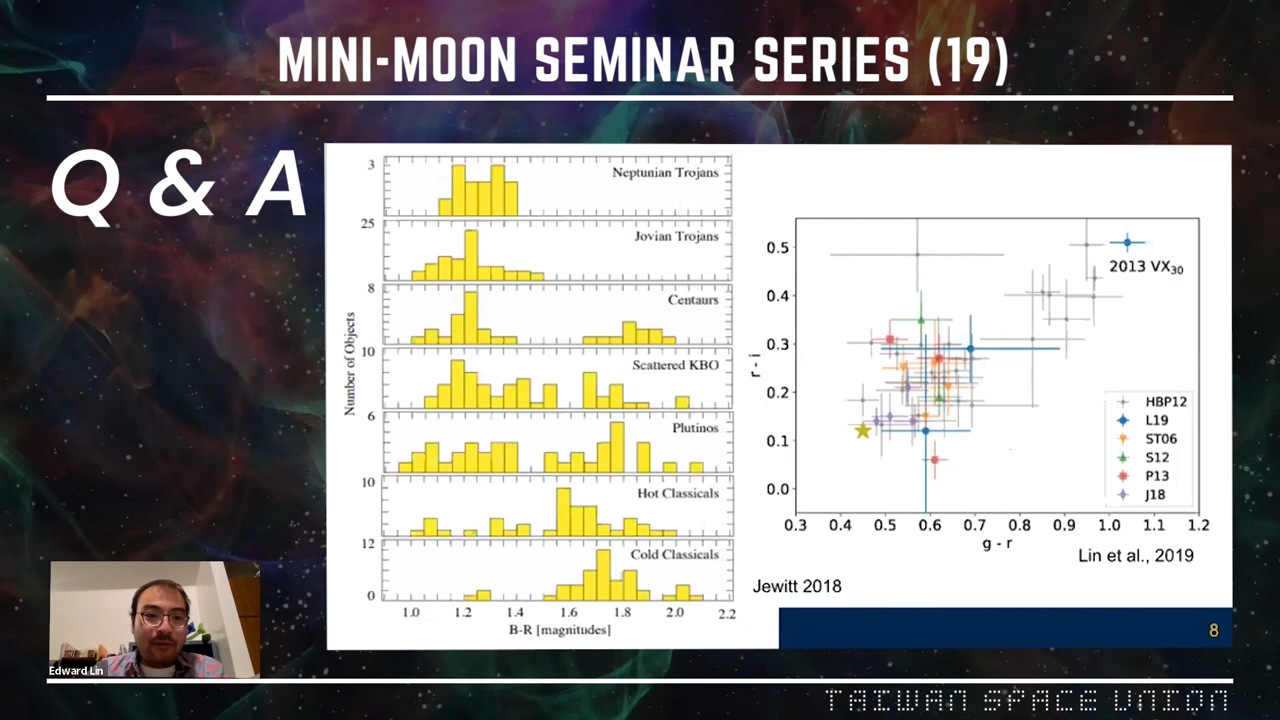 MINI-MOON SEMINAR SERIES (19)
Q & A
3
Neptunian Trojans
25
Jovian Trojans
8
Centaurs
10
Scattered KBO
6
Plutinos
10
Hot Classicals
12
Cold Classicals
0
Number of Objects
1.0 1.2 1.4 1.6 1.8 2.0 2.2
B-R [magnitudes]
Jewitt 2018
0.5
0.4
0.3
0.2
0.1
0.0
r - i
2013 VX30
HBP12
L19
ST06
S12
P13
J18
0.3 0.4 0.5 0.6 0.7 0.8 0.9 1.0 1.1 1.2
g - r
Lin et al., 2019
8
Edward Lin
TAIWAN SPACE UNION